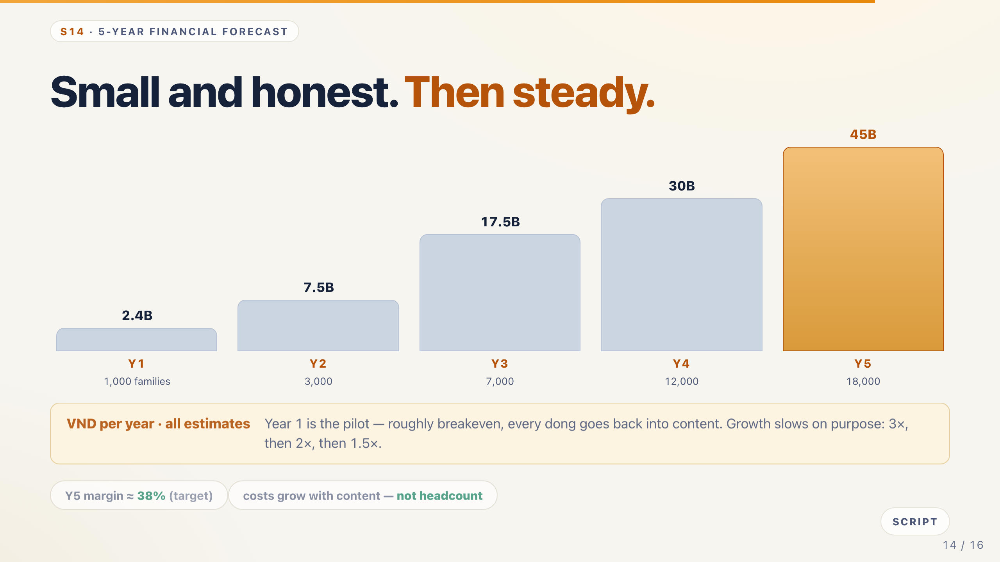 S14 · 5-YEAR FINANCIAL FORECAST
Small and honest. Then steady.
2.4B
7.5B
17.5B
30B
45B
Y1
Y2
Y3
Y4
Y5
1,000 families
3,000
7,000
12,000
18,000
VND per year · all estimates
Year 1 is the pilot — roughly breakeven, every dong goes back into content. Growth slows on purpose: 3×,
then 2×, then 1.5×.
Y5 margin ≈ 38% (target)
costs grow with content — not headcount
SCRIPT
14 / 16